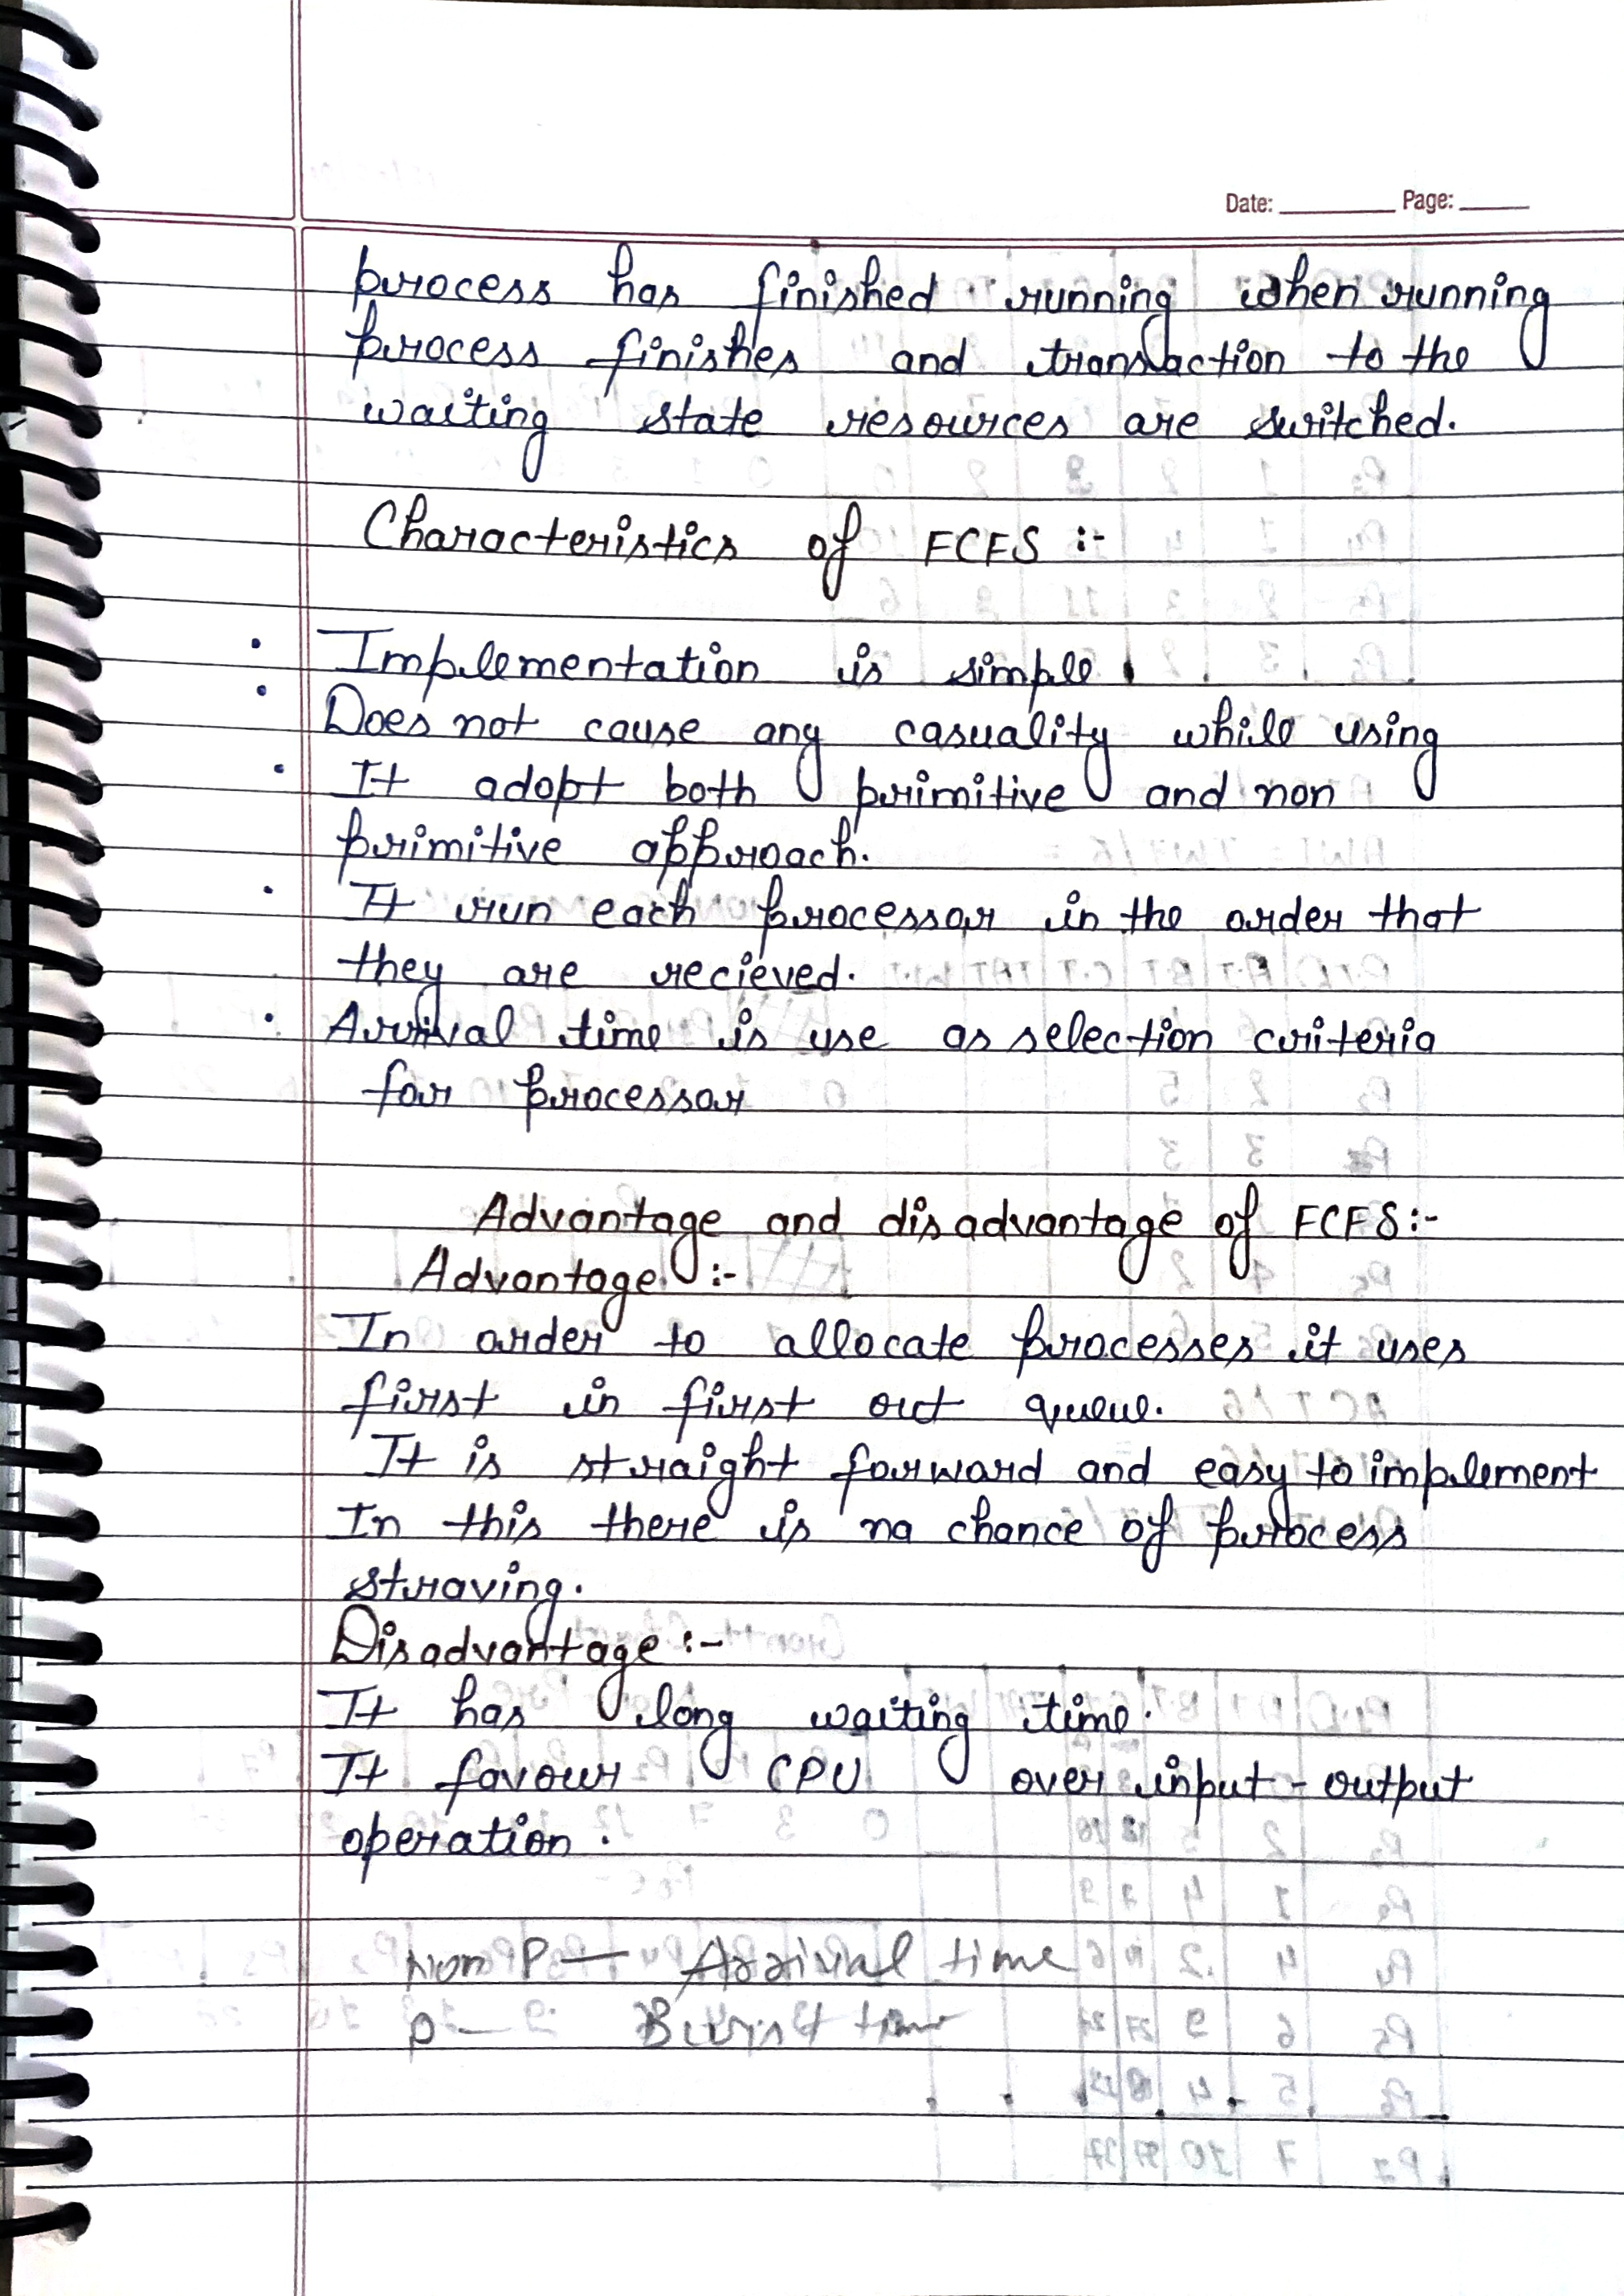 Date: Page:
process has finished running when running
process finishes and transaction to the
waiting state resources are switched.
Characteristics of FCFS :-
• Implementation is simple.
• Does not cause any casuality while using
• It adopt both primitive and non
primitive approach.
• It run each processor in the order that
they are recieved.
• Arrival time is use as selection criteria
for processor
Advantage and disadvantage of FCFS:-
Advantage :-
In order to allocate processes it uses
first in first out queue.
It is straight forward and easy to implement
In this there is no chance of process
straving.
Disadvantage :-
It has long waiting time.
It favour CPU over input - output
operation.
Non P — Arrival time
P — Burst time